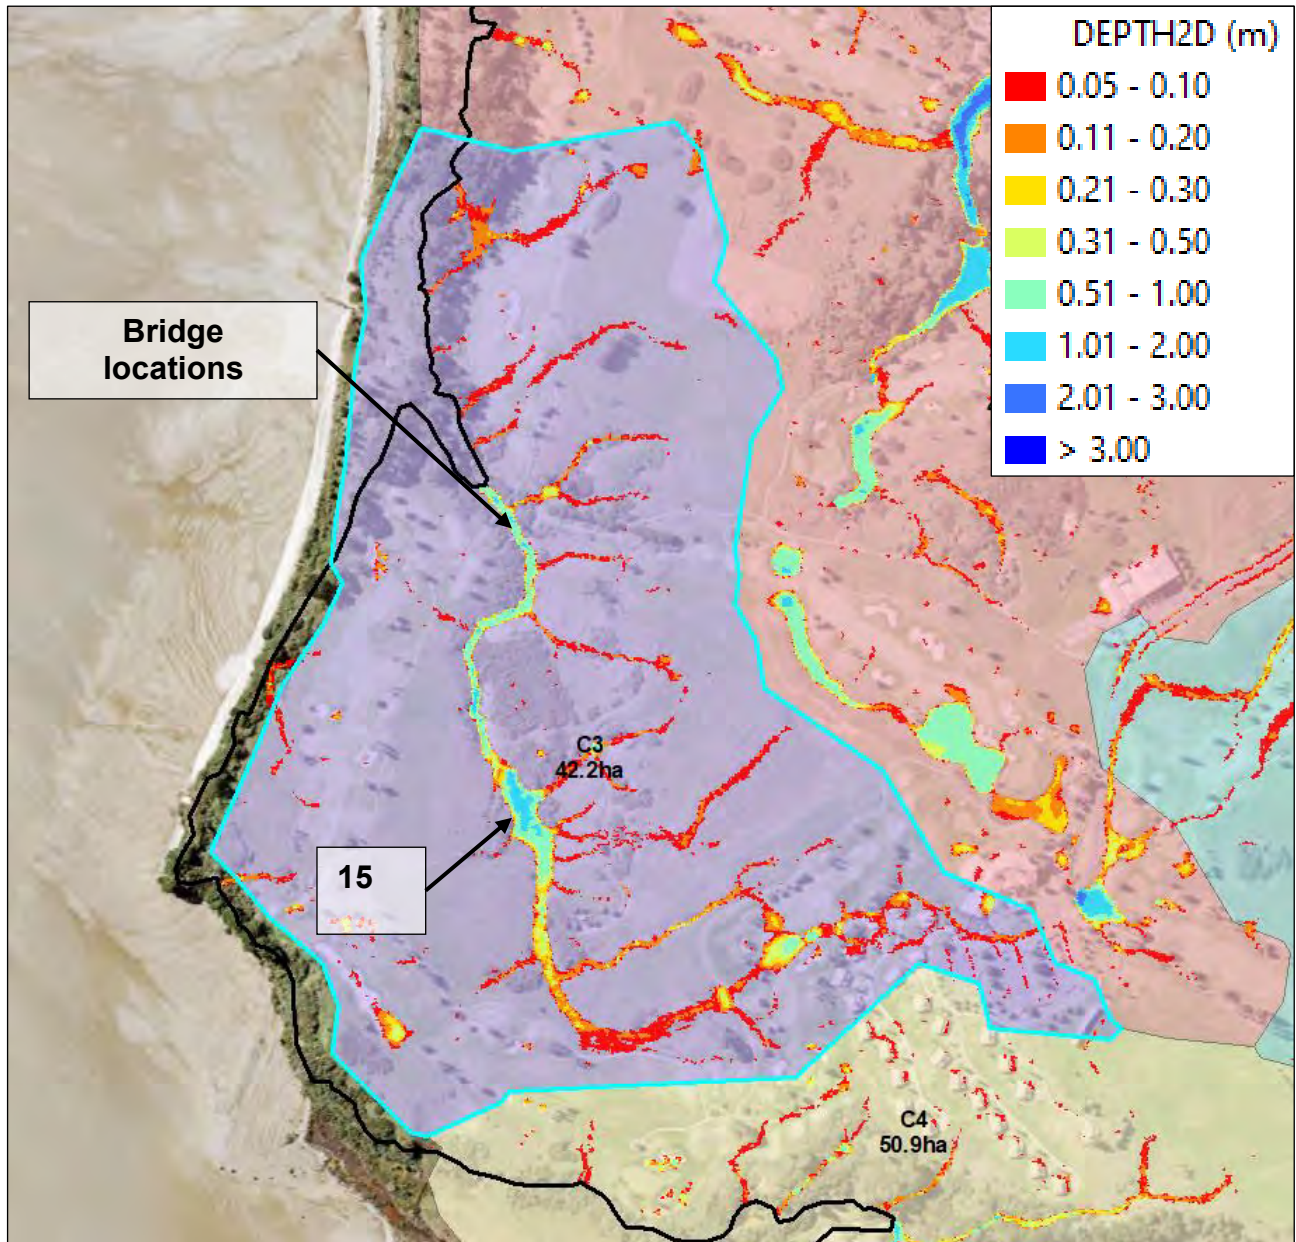 DEPTH2D (m)
0.05 - 0.10
0.11 - 0.20
0.21 - 0.30
0.31 - 0.50
0.51 - 1.00
1.01 - 2.00
2.01 - 3.00
> 3.00
Bridge
locations
C3
42.2ha
15
C4
50.9ha